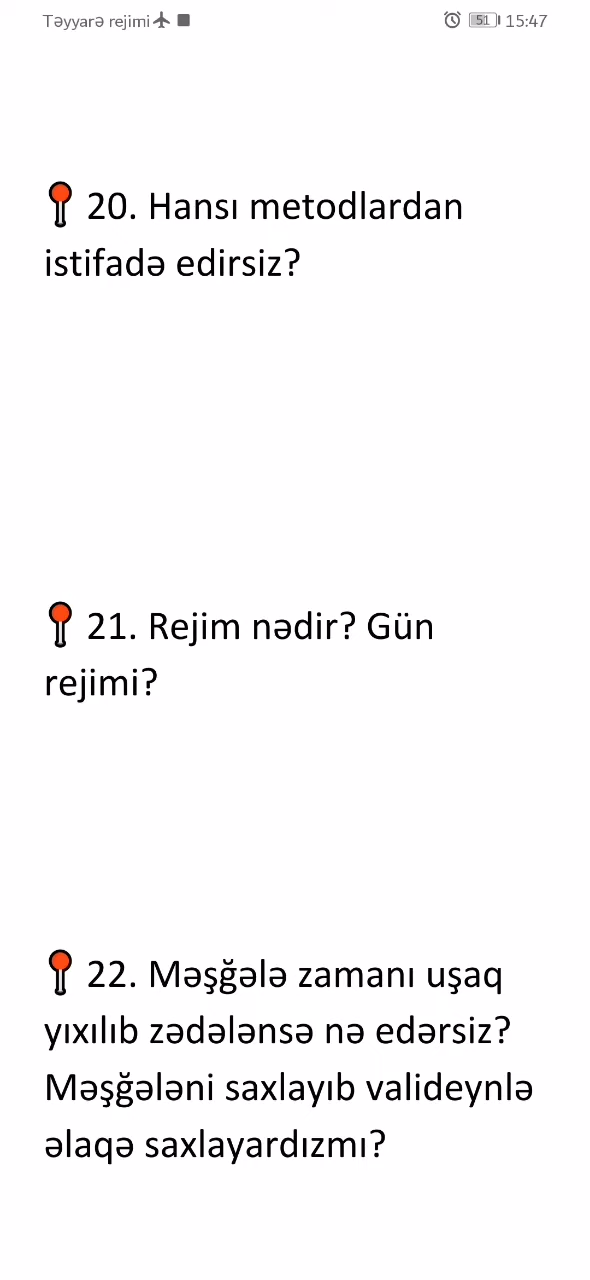 Təyyarə rejimi 51 15:47
20. Hansı metodlardan
istifadə edirsiz?
21. Rejim nədir? Gün
rejimi?
22. Məşğələ zamanı uşaq
yıxılıb zədələnsə nə edərsiz?
Məşğələni saxlayıb valideynlə
əlaqə saxlayardızmı?